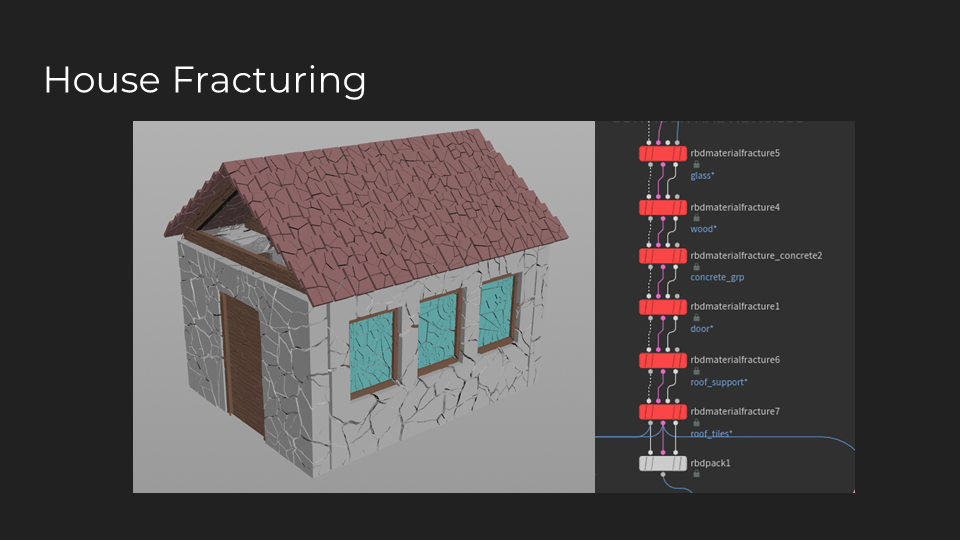 House Fracturing
rbdmaterialfracture5
glass*
rbdmaterialfracture4
wood*
rbdmaterialfracture_concrete2
concrete_grp
rbdmaterialfracture1
door*
rbdmaterialfracture6
roof_support*
rbdmaterialfracture7
roof_tiles*
rbdpack1